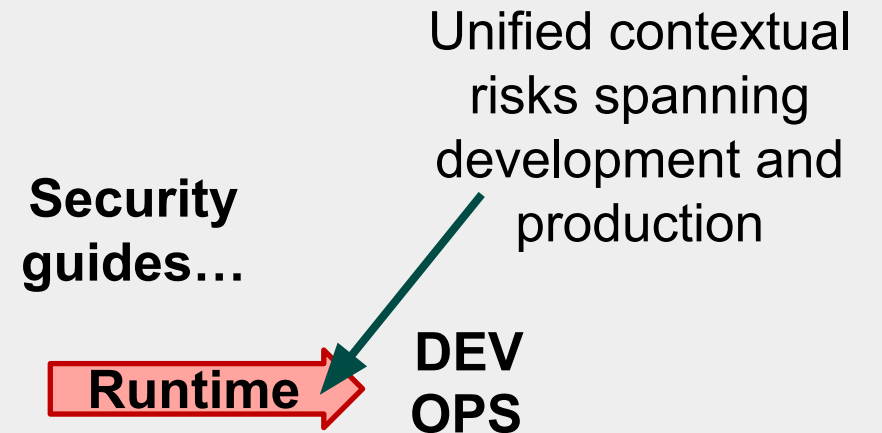 Unified contextual
risks spanning
development and
production
Security
guides…
Runtime
DEV
OPS